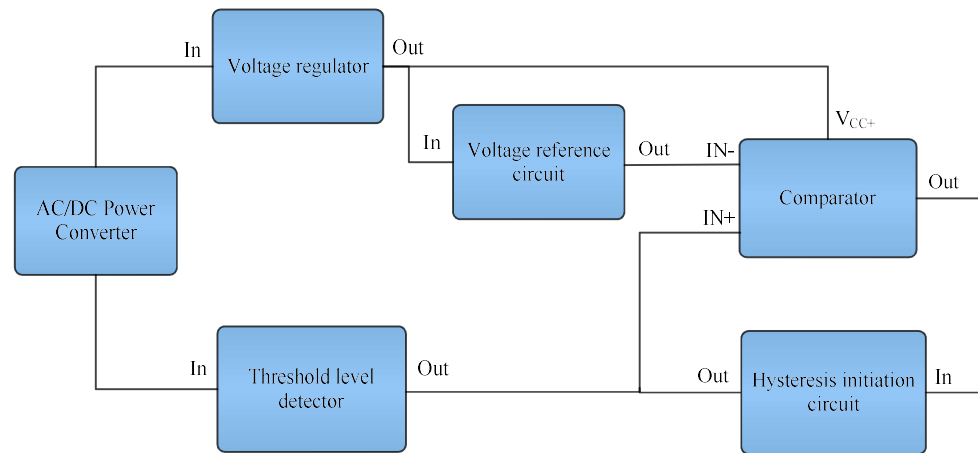 In
Voltage regulator
Out
V_CC+
In
Voltage reference
circuit
Out
IN-
Comparator
Out
IN+
AC/DC Power
Converter
In
Threshold level
detector
Out
Out
Hysteresis initiation
circuit
In